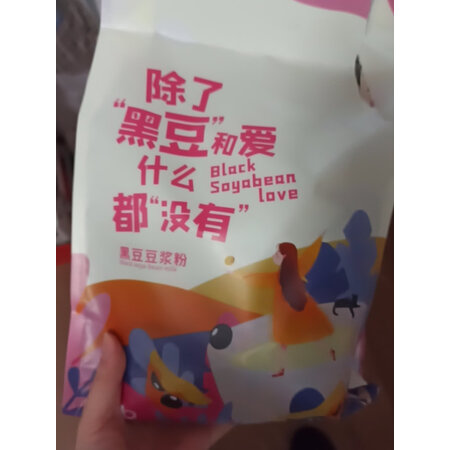 除了
“黑豆”和爱
什么
Black
Soyabean
love
都“没有”
黑豆豆浆粉